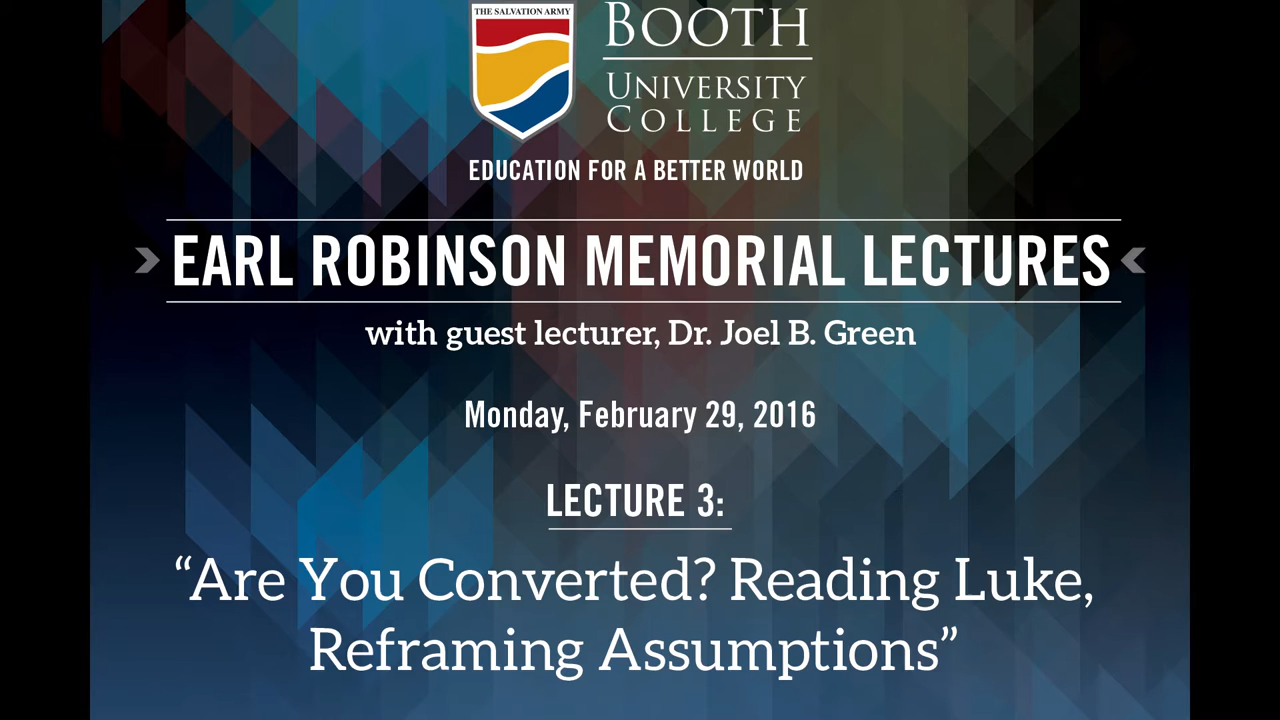 THE SALVATION ARMY
BOOTH
UNIVERSITY
COLLEGE
EDUCATION FOR A BETTER WORLD
EARL ROBINSON MEMORIAL LECTURES
with guest lecturer, Dr. Joel B. Green
Monday, February 29, 2016
LECTURE 3:
“Are You Converted? Reading Luke,
Reframing Assumptions”